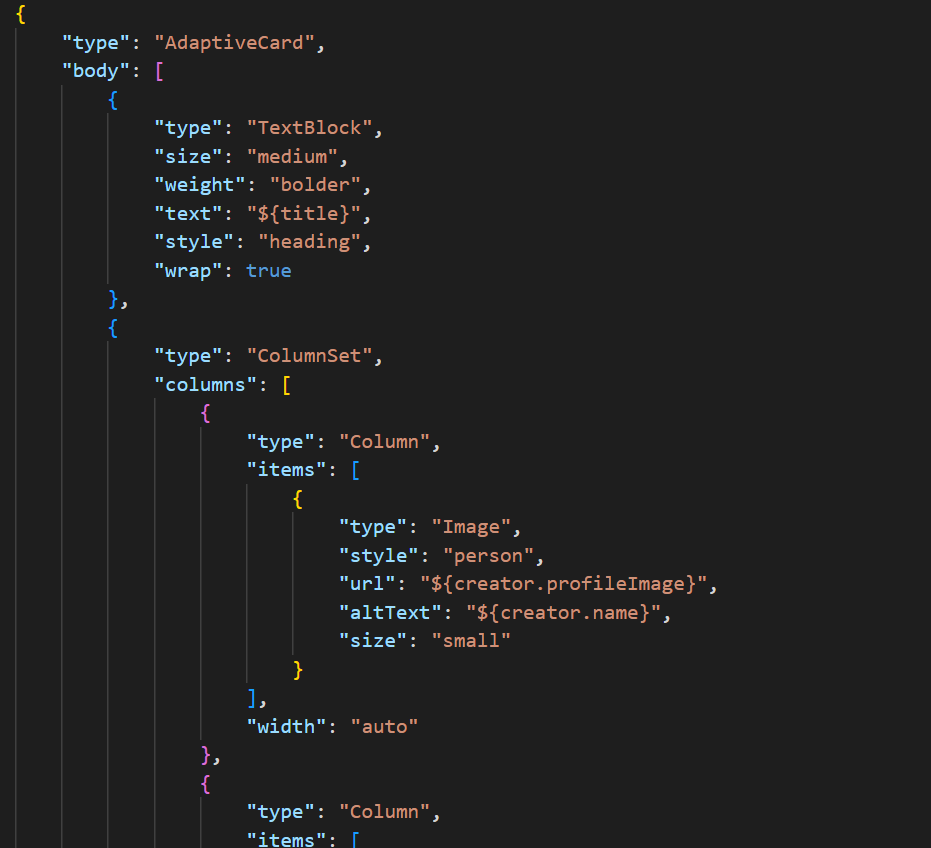 {
    "type": "AdaptiveCard",
    "body": [
        {
            "type": "TextBlock",
            "size": "medium",
            "weight": "bolder",
            "text": "${title}",
            "style": "heading",
            "wrap": true
        },
        {
            "type": "ColumnSet",
            "columns": [
                {
                    "type": "Column",
                    "items": [
                        {
                            "type": "Image",
                            "style": "person",
                            "url": "${creator.profileImage}",
                            "altText": "${creator.name}",
                            "size": "small"
                        }
                    ],
                    "width": "auto"
                },
                {
                    "type": "Column",
                    "items": [